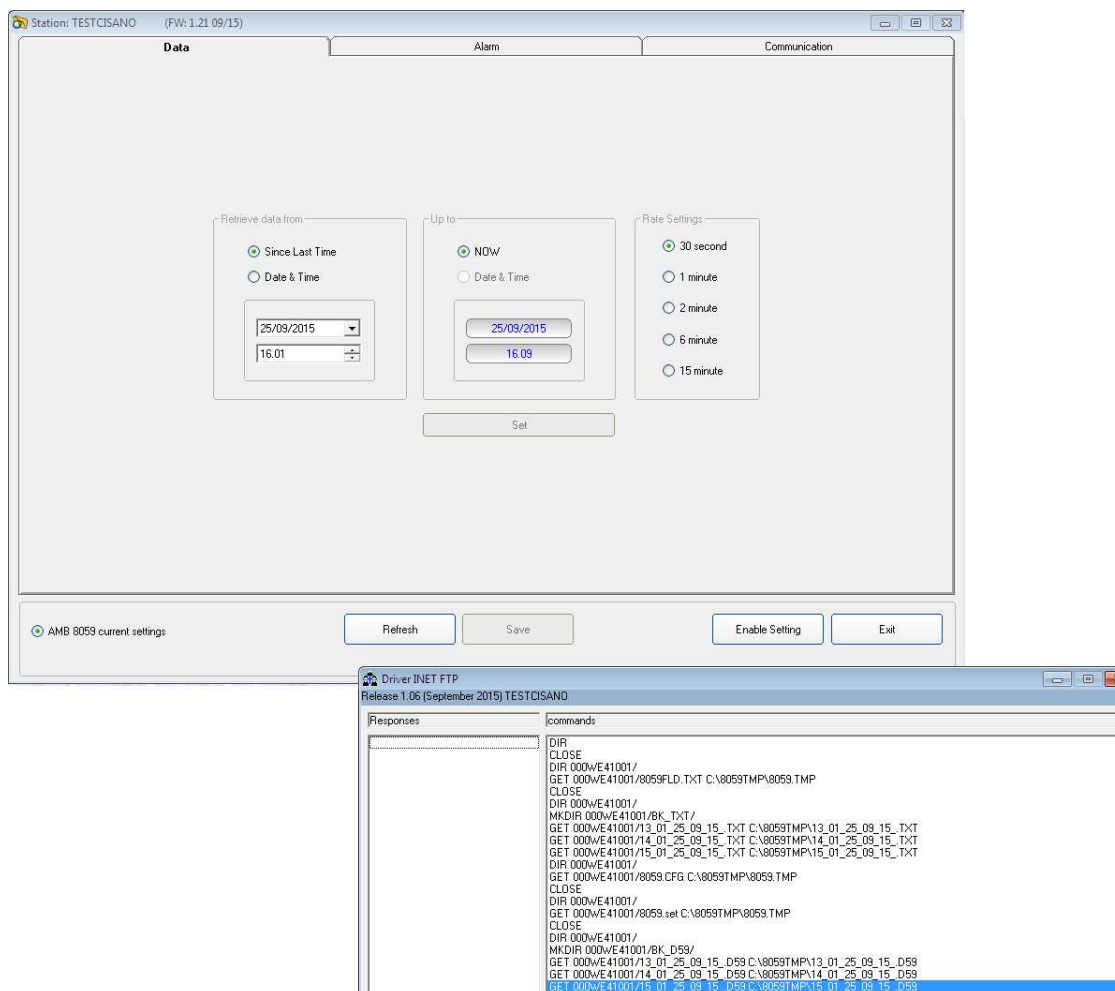 Station: TESTCISANO (FW: 1.21 09/15)
Data Alarm Communication
Retrieve data from
Since Last Time
Date & Time
25/09/2015
16.01
Up to
NOW
Date & Time
25/09/2015
16.09
Rate Settings
30 second
1 minute
2 minute
6 minute
15 minute
Set
AMB 8059 current settings
Refresh
Save
Enable Setting
Exit
Driver INET FTP
Release 1.06 (September 2015) TESTCISANO
Responses
commands
DIR
CLOSE
DIR 000WE41001/
GET 000WE41001/8059FLD.TXT C:\8059TMP\8059.TMP
CLOSE
DIR 000WE41001/
MKDIR 000WE41001/BK_TXT/
GET 000WE41001/13_01_25_09_15_.TXT C:\8059TMP\13_01_25_09_15_.TXT
GET 000WE41001/14_01_25_09_15_.TXT C:\8059TMP\14_01_25_09_15_.TXT
GET 000WE41001/15_01_25_09_15_.TXT C:\8059TMP\15_01_25_09_15_.TXT
DIR 000WE41001/
GET 000WE41001/8059.CFG C:\8059TMP\8059.TMP
CLOSE
DIR 000WE41001/
GET 000WE41001/8059.set C:\8059TMP\8059.TMP
CLOSE
DIR 000WE41001/
MKDIR 000WE41001/BK_D59/
GET 000WE41001/13_01_25_09_15_.D59 C:\8059TMP\13_01_25_09_15_.D59
GET 000WE41001/14_01_25_09_15_.D59 C:\8059TMP\14_01_25_09_15_.D59
GET 000WE41001/15_01_25_09_15_.D59 C:\8059TMP\15_01_25_09_15_.D59